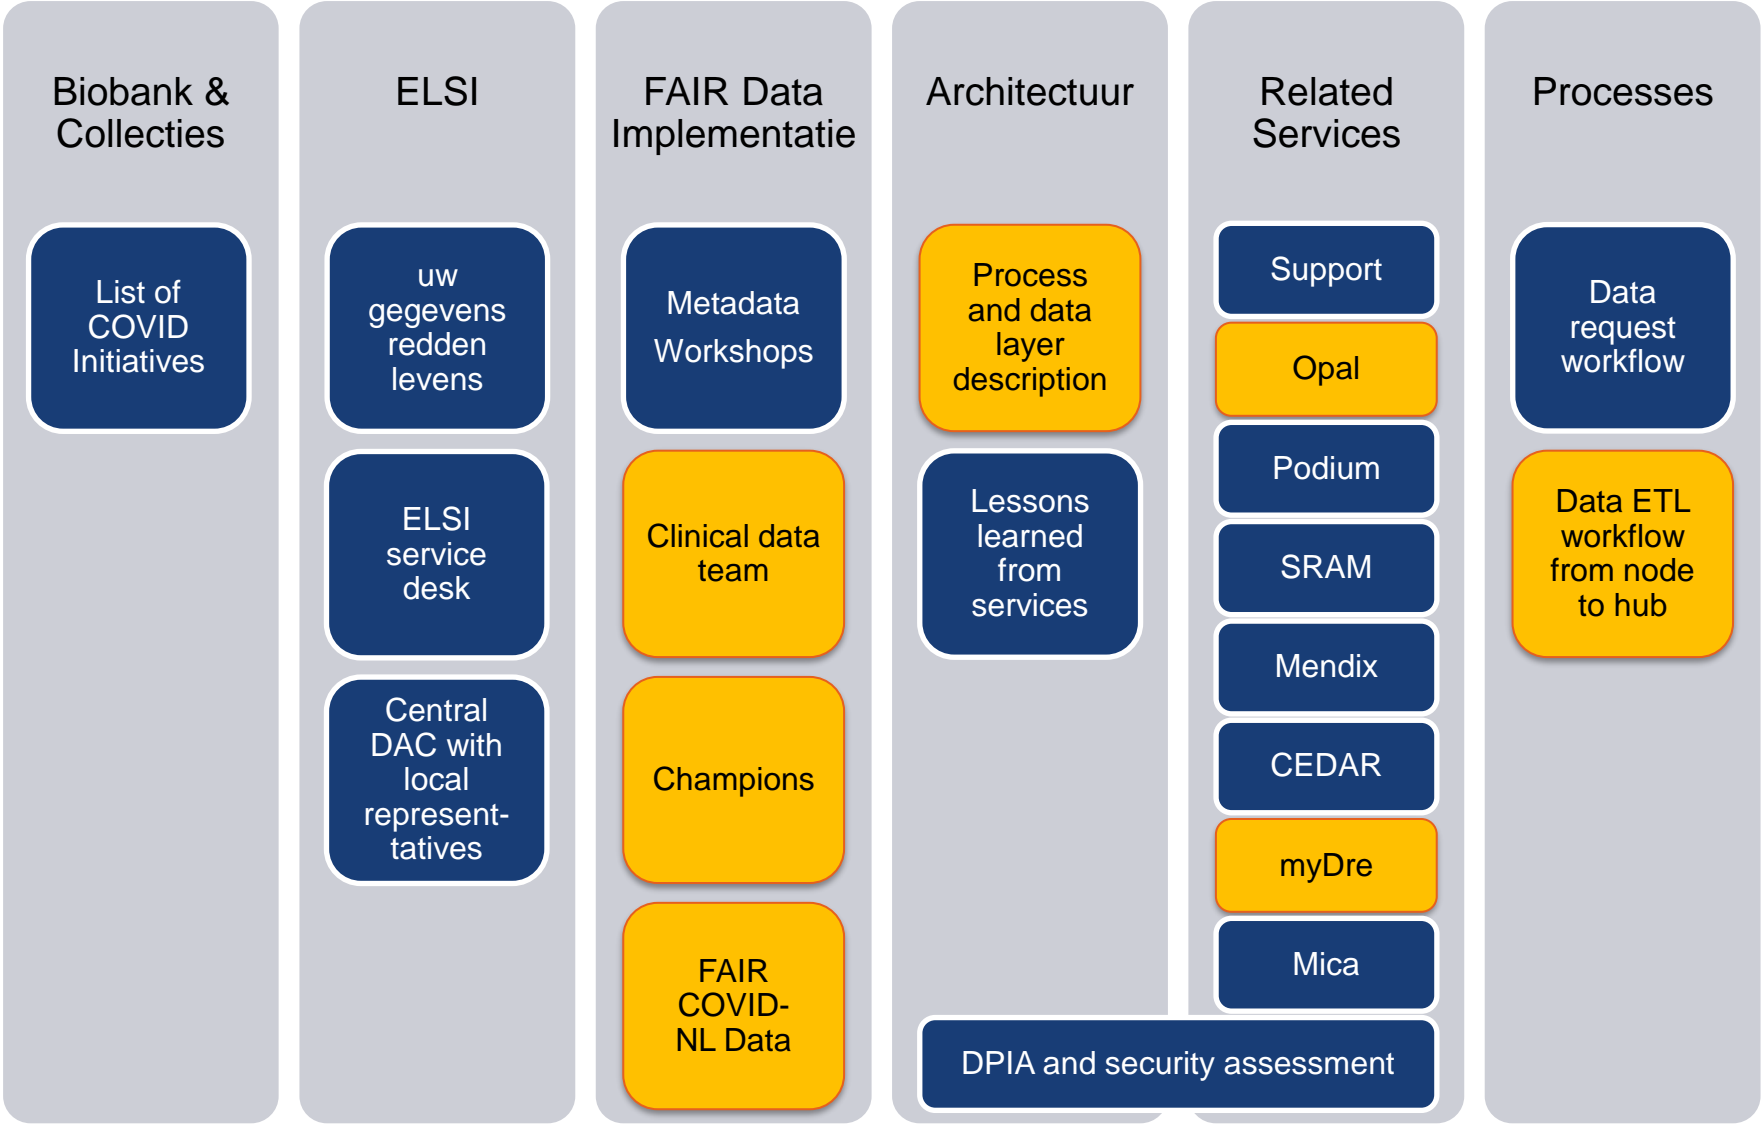 Biobank &
Collecties
List of
COVID
Initiatives
ELSI
uw
gegevens
redden
levens
ELSI
service
desk
Central
DAC with
local
represent-
tatives
FAIR Data
Implementatie
Metadata
Workshops
Clinical data
team
Champions
FAIR
COVID-
NL Data
Architectuur
Process
and data
layer
description
Lessons
learned
from
services
Related
Services
Support
Opal
Podium
SRAM
Mendix
CEDAR
myDre
Mica
DPIA and security assessment
Processes
Data
request
workflow
Data ETL
workflow
from node
to hub